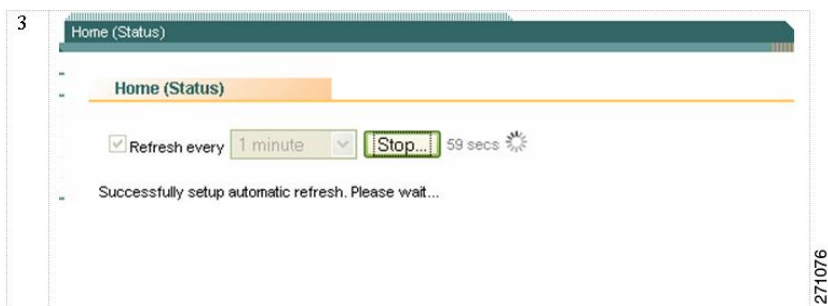 3
Home (Status)
Home (Status)
Refresh every 1 minute Stop... 59 secs
Successfully setup automatic refresh. Please wait...
271076